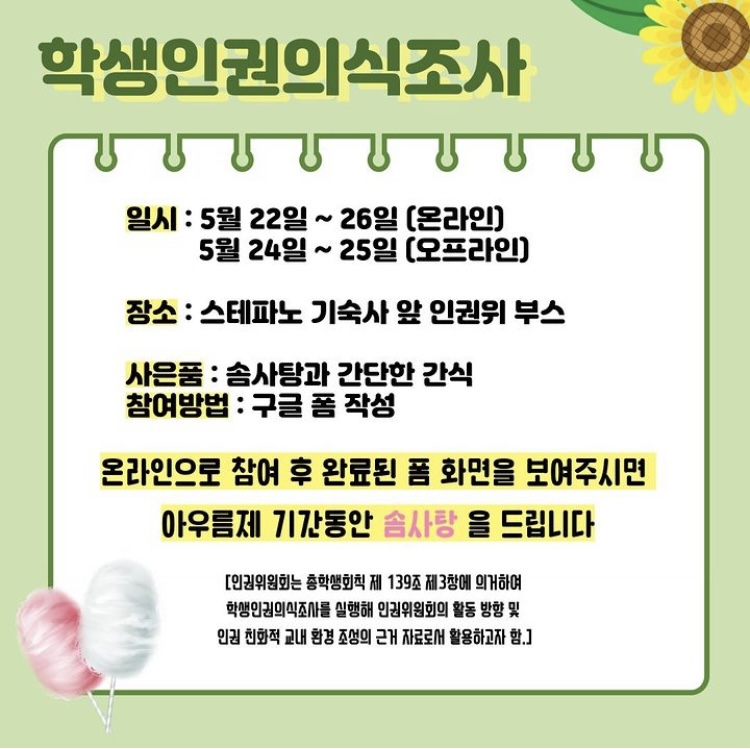 학생인권의식조사
일시 : 5월 22일 ~ 26일 (온라인)
5월 24일 ~ 25일 (오프라인)
장소 : 스테파노 기숙사 앞 인권위 부스
사은품 : 솜사탕과 간단한 간식
참여방법 : 구글 폼 작성
온라인으로 참여 후 완료된 폼 화면을 보여주시면
아우름제 기간동안 솜사탕 을 드립니다
[인권위원회는 총학생회칙 제 139조 제3장에 의거하여
학생인권의식조사를 실행해 인권위원회의 활동 방향 및
인권 친화적 교내 환경 조성의 근거 자료로서 활용하고자 함.]